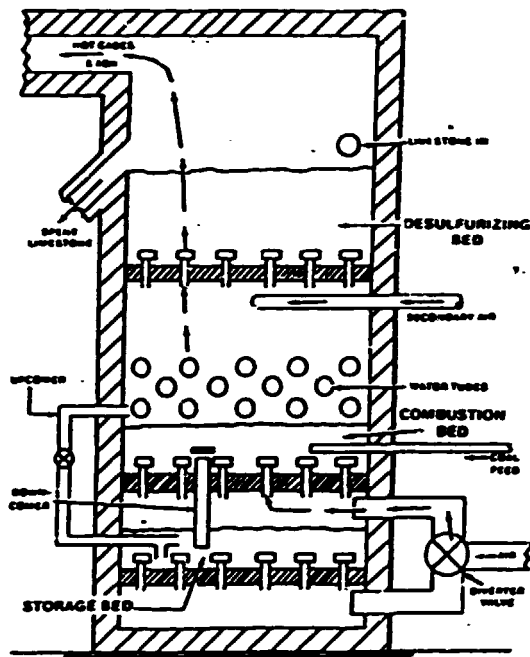 HOT GASES
& ASH
LIMESTONE IN
SPENT
LIMESTONE
DESULFURIZING
BED
SECONDARY AIR
UPCOMER
WATER TUBES
COMBUSTION
BED
COAL
FEED
DOWN-
COMER
AIR
DIVERTER
VALVE
STORAGE BED